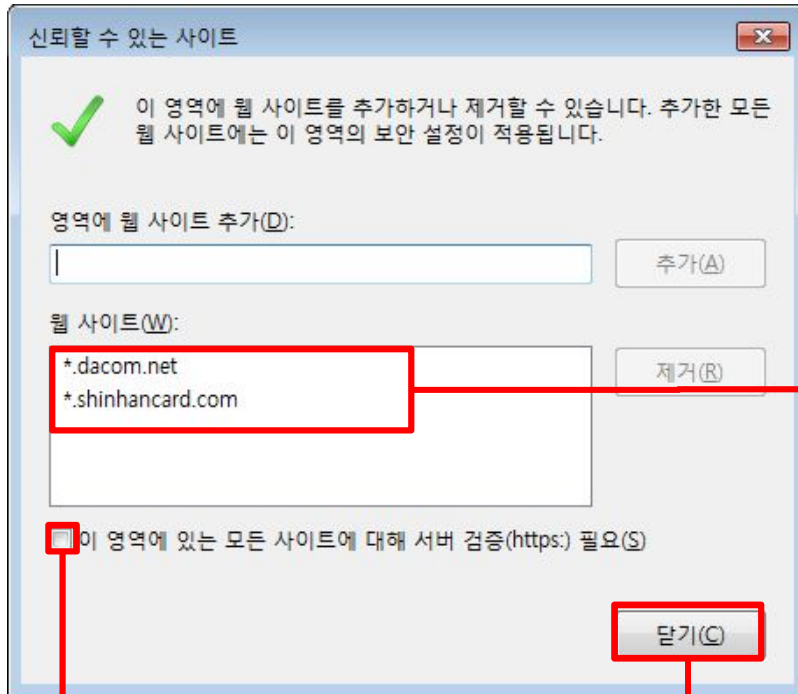 신뢰할 수 있는 사이트
이 영역에 웹 사이트를 추가하거나 제거할 수 있습니다. 추가한 모든
웹 사이트에는 이 영역의 보안 설정이 적용됩니다.
영역에 웹 사이트 추가(D):
추가(A)
웹 사이트(W):
*.dacom.net
제거(R)
*.shinhancard.com
이 영역에 있는 모든 사이트에 대해 서버 검증(https:) 필요(S)
닫기(C)